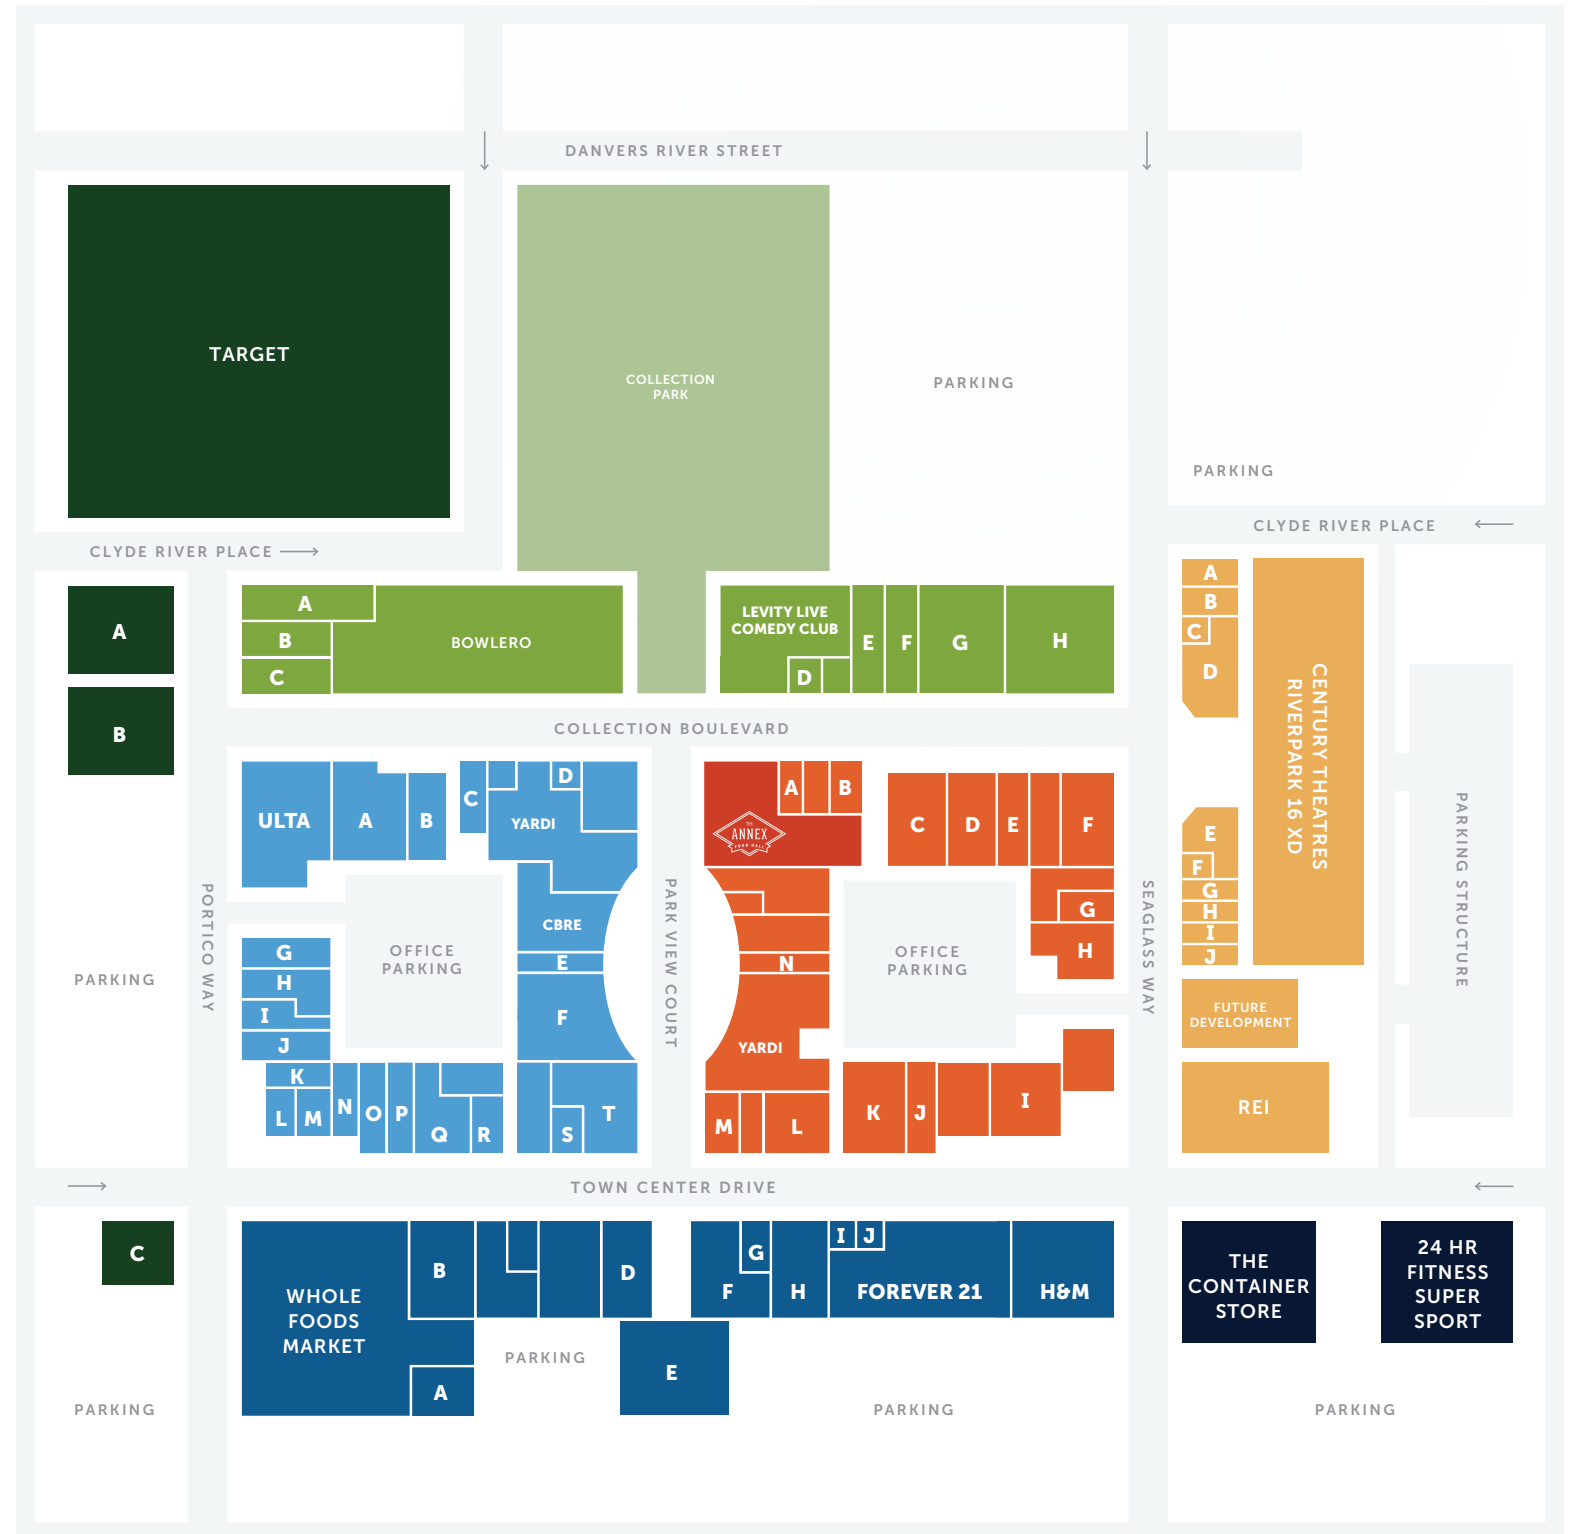 DANVERS RIVER STREET
TARGET
COLLECTION
PARK
PARKING
PARKING
CLYDE RIVER PLACE
CLYDE RIVER PLACE
A
B
A
B
C
BOWLERO
LEVITY LIVE
COMEDY CLUB
D
E
F
G
H
A
B
C
D
CENTURY THEATRES
RIVERPARK 16 XD
E
F
G
H
I
J
FUTURE
DEVELOPMENT
REI
PARKING STRUCTURE
COLLECTION BOULEVARD
ULTA
A
B
C
YARDI
D
CBRE
E
F
OFFICE
PARKING
G
H
I
J
K
L
M
N
O
P
Q
R
S
T
PARKING
PORTICO WAY
PARK VIEW COURT
THE
ANNEX
FOOD HALL
A
B
C
D
E
F
G
H
N
OFFICE
PARKING
YARDI
M
L
K
J
I
SEAGLASS WAY
TOWN CENTER DRIVE
C
PARKING
WHOLE
FOODS
MARKET
B
A
D
PARKING
E
F
G
H
I
J
FOREVER 21
H&M
PARKING
THE
CONTAINER
STORE
24 HR
FITNESS
SUPER
SPORT
PARKING